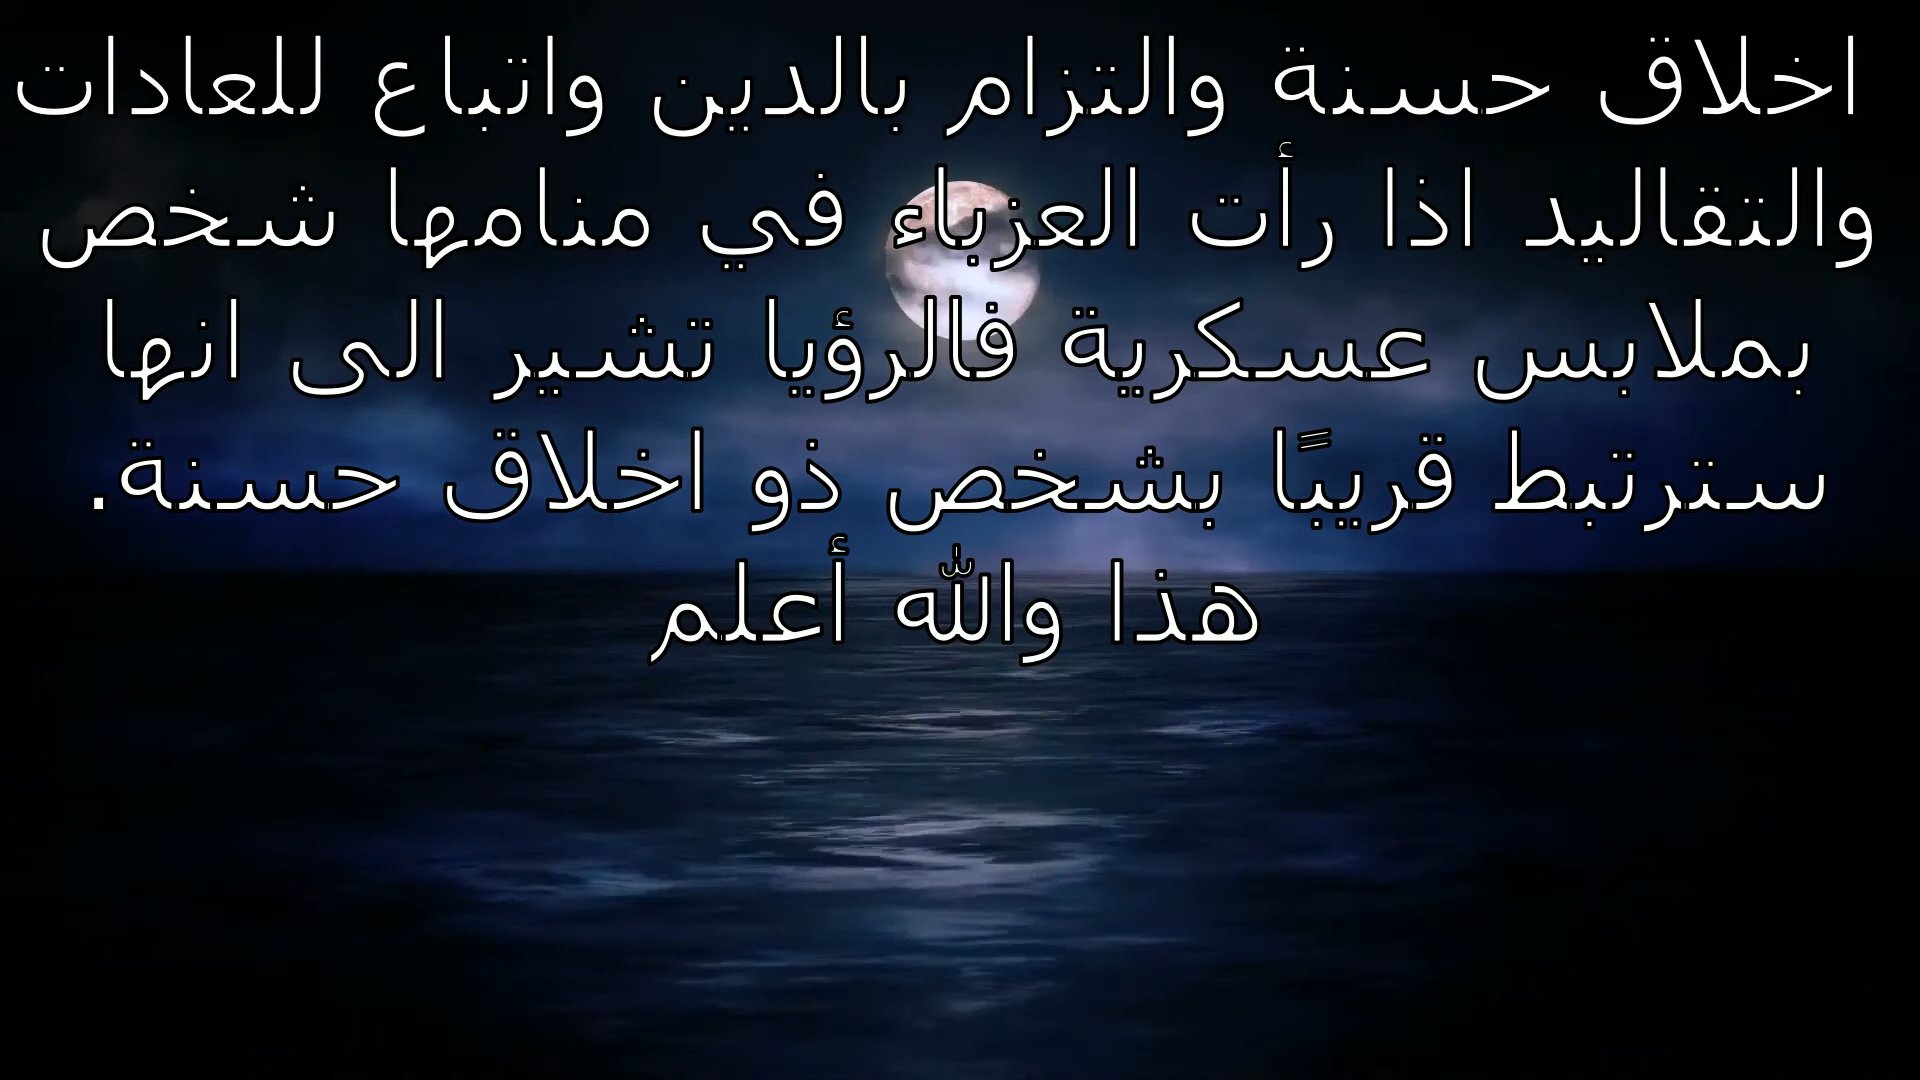 اخلاق حسنة والتزام بالدين واتباع للعادات
والتقاليد اذا رأت العزباء في منامها شخص
بملابس عسكرية فالرؤيا تشير الى انها
سترتبط قريبًا بشخص ذو اخلاق حسنة.
هذا والله أعلم